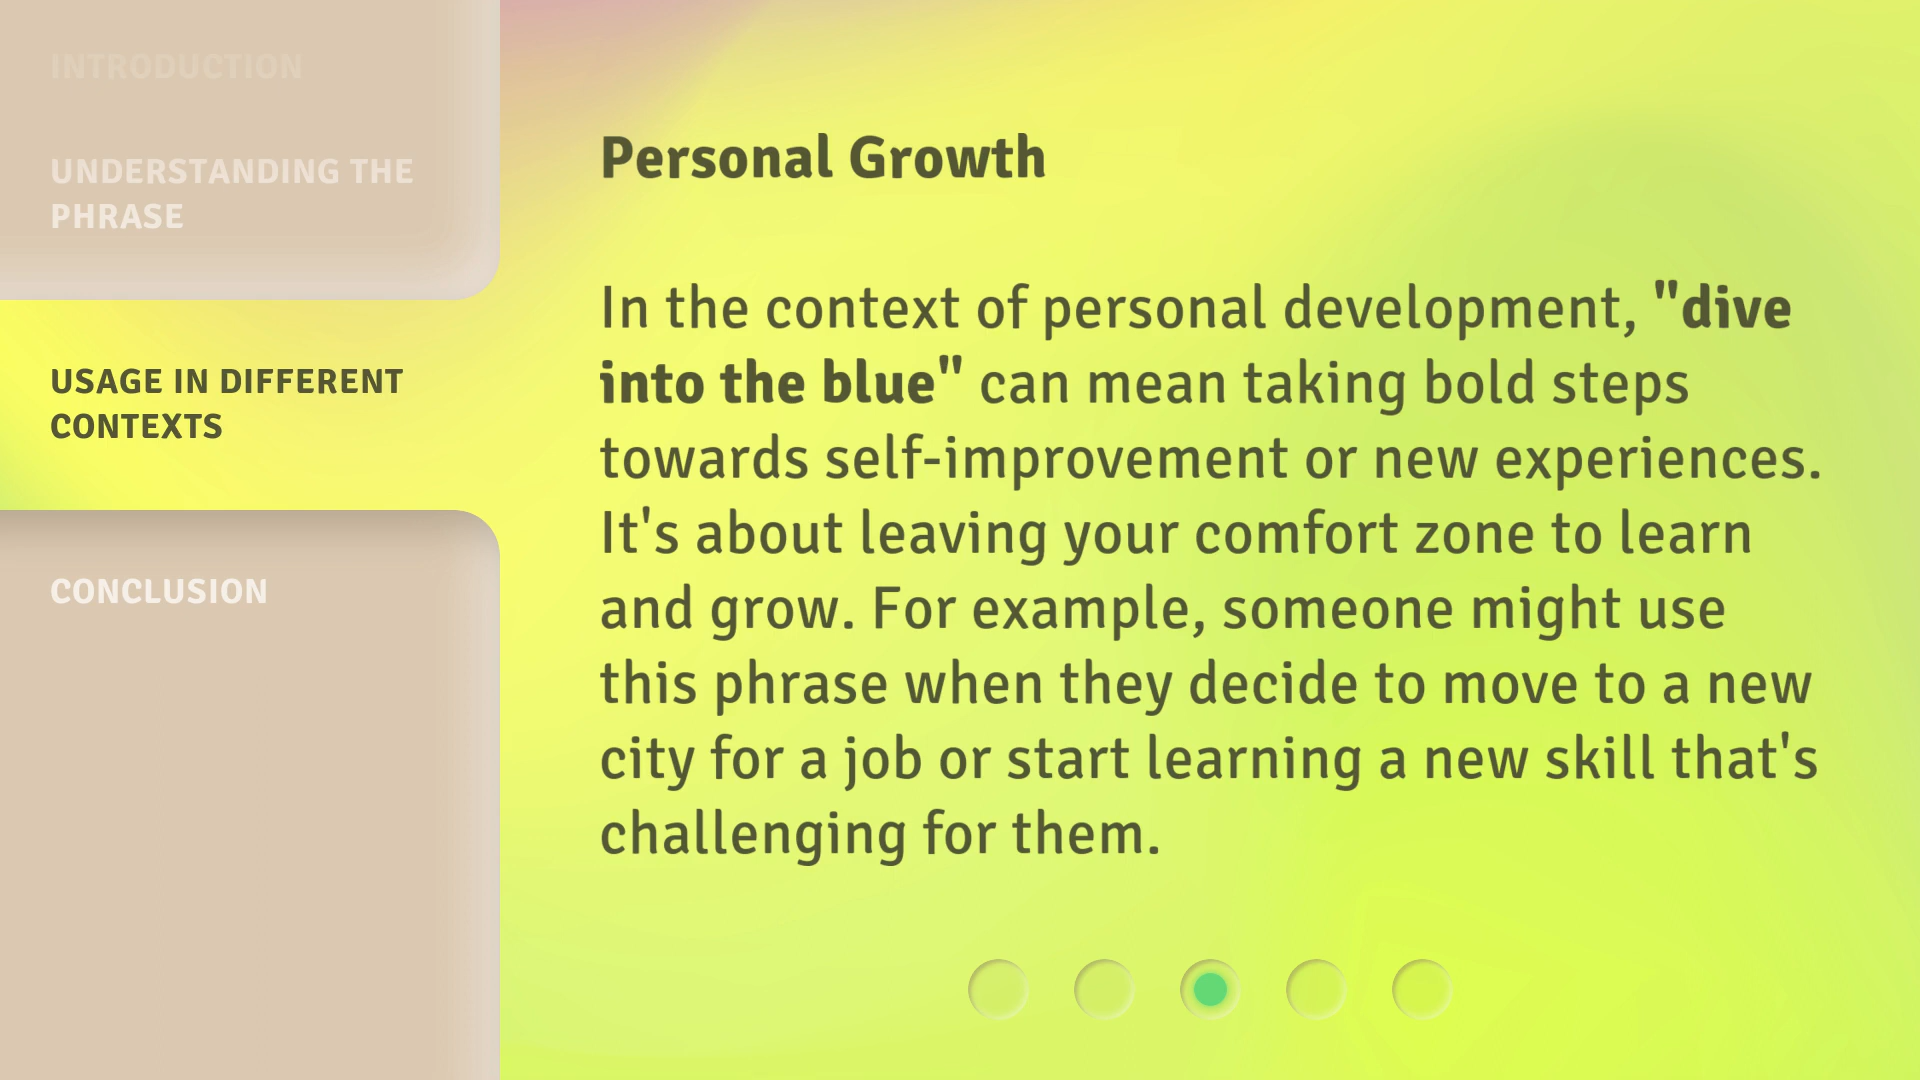 INTRODUCTION
UNDERSTANDING THE
PHRASE
USAGE IN DIFFERENT
CONTEXTS
CONCLUSION
Personal Growth
In the context of personal development, "dive
into the blue" can mean taking bold steps
towards self-improvement or new experiences.
It's about leaving your comfort zone to learn
and grow. For example, someone might use
this phrase when they decide to move to a new
city for a job or start learning a new skill that's
challenging for them.